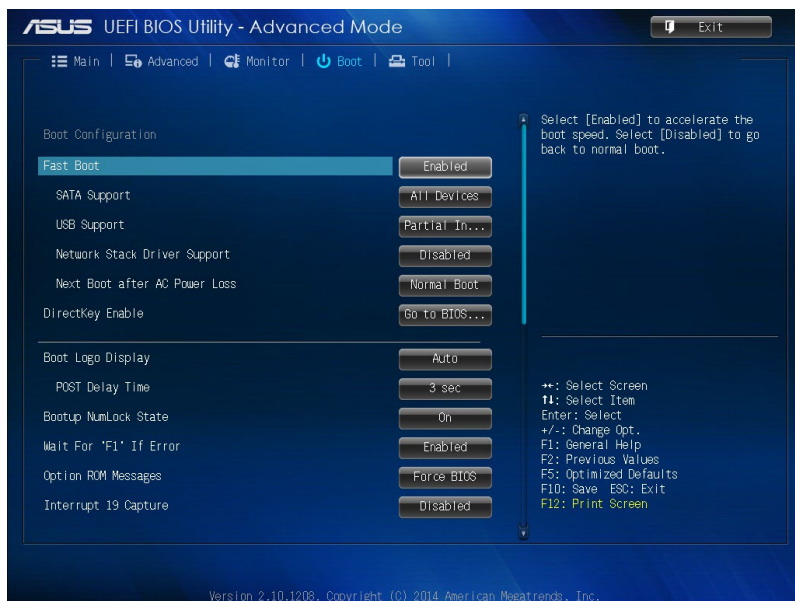 ASUS UEFI BIOS Utility - Advanced Mode
Exit
Main | Advanced | Monitor | Boot | Tool |
Boot Configuration
Fast Boot Enabled
SATA Support All Devices
USB Support Partial In...
Network Stack Driver Support Disabled
Next Boot after AC Power Loss Normal Boot
DirectKey Enable Go to BIOS...
Boot Logo Display Auto
POST Delay Time 3 sec
Bootup NumLock State On
Wait For 'F1' If Error Enabled
Option ROM Messages Force BIOS
Interrupt 19 Capture Disabled
Select [Enabled] to accelerate the
boot speed. Select [Disabled] to go
back to normal boot.
→←: Select Screen
↑↓: Select Item
Enter: Select
+/-: Change Opt.
F1: General Help
F2: Previous Values
F5: Optimized Defaults
F10: Save ESC: Exit
F12: Print Screen
Version 2.10.1208. Copyright (C) 2014 American Megatrends, Inc.